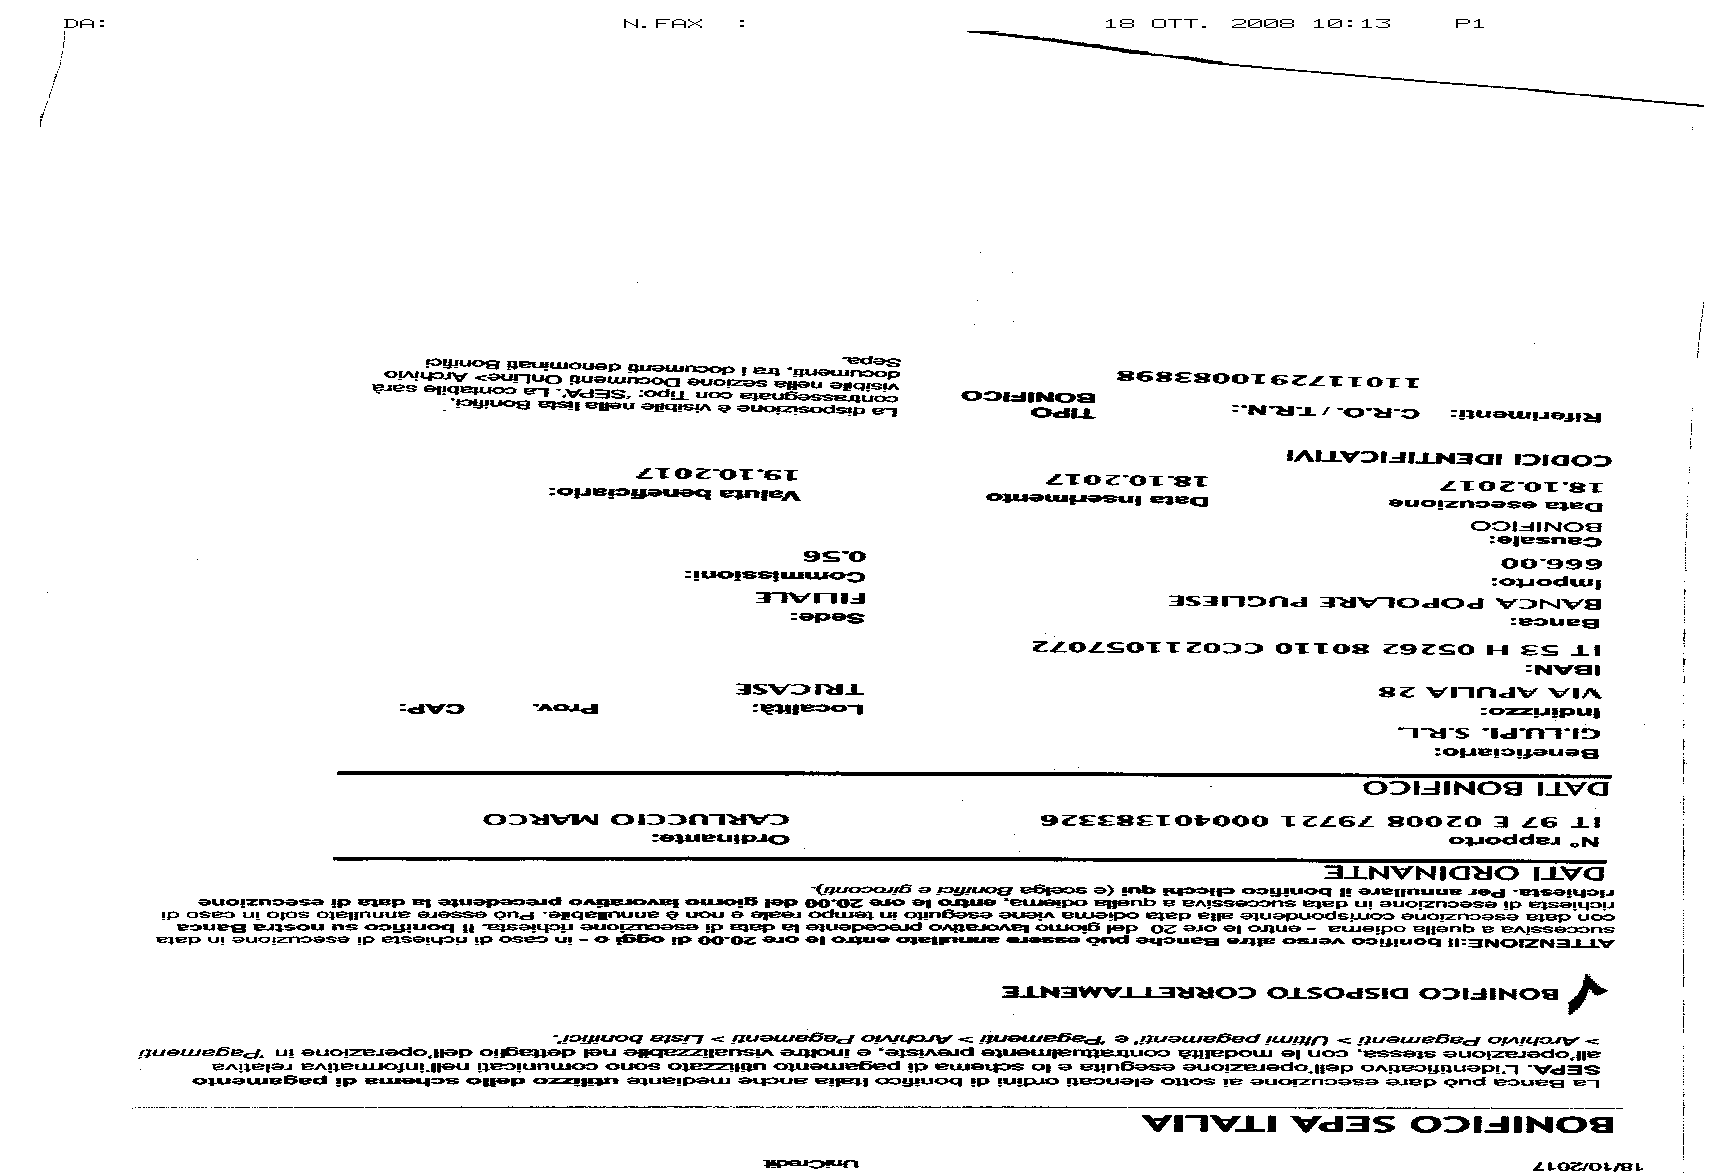 DA: N.FAX : 18 OTT. 2008 10:13 P1
18/10/2017 UniCredit
BONIFICO SEPA ITALIA
La Banca può dare esecuzione ai sotto elencati ordini di bonifico Italia anche mediante utilizzo dello schema di pagamento
SEPA. L'identificativo dell'operazione eseguita e lo schema di pagamento utilizzato sono comunicati nell'informativa relativa
all'operazione stessa, con le modalità contrattualmente previste, e inoltre visualizzabile nel dettaglio dell'operazione in "Pagamenti
> Archivio Pagamenti > Ultimi pagamenti", e "Pagamenti > Archivio Pagamenti > Lista bonifici".
BONIFICO DISPOSTO CORRETTAMENTE
ATTENZIONE:Il bonifico verso altre Banche può essere annullato entro le ore 20.00 di oggi o - in caso di richiesta di esecuzione in data
successiva a quella odierna - entro le ore 20 del giorno lavorativo precedente la data di esecuzione richiesta. Il bonifico su nostra Banca
con data esecuzione corrispondente alla data odierna viene eseguito in tempo reale e non è annullabile. Può essere annullato solo in caso di
richiesta di esecuzione in data successiva a quella odierna, entro le ore 20.00 del giorno lavorativo precedente la data di esecuzione
richiesta. Per annullare il bonifico clicchi qui (e scelga Bonifici e giroconti).
DATI ORDINANTE
N° rapporto Ordinante:
IT 97 E 02008 79721 000401383326 CARLUCCIO MARCO
DATI BONIFICO
Beneficiario:
GI.LU.PI. S.R.L.
Indirizzo: Località: Prov. CAP:
VIA APULIA 28 TRICASE
IBAN:
IT 53 H 05262 80110 CC0211057072
Banca: Sede:
BANCA POPOLARE PUGLIESE FILIALE
Importo: Commissioni:
666.00 0.56
Causale:
BONIFICO
Data esecuzione Data inserimento Valuta beneficiario:
18.10.2017 18.10.2017 19.10.2017
CODICI IDENTIFICATIVI
Riferimenti: C.R.O. / T.R.N.: TIPO La disposizione è visibile nella lista Bonifici,
1101172910083898 BONIFICO contrassegnata con Tipo: "SEPA". La contabile sarà
visibile nella sezione Documenti OnLine> Archivio
documenti, tra i documenti denominati Bonifici
Sepa.